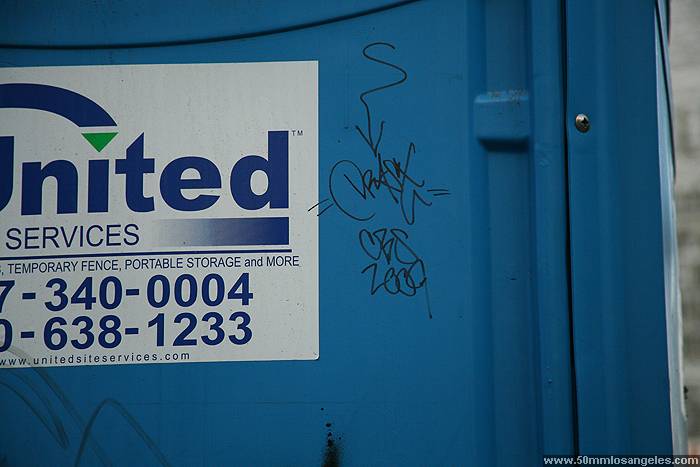 United™
SERVICES
, TEMPORARY FENCE, PORTABLE STORAGE and MORE
7-340-0004
0-638-1233
www.unitedsiteservices.com
CBS
www.50mmlosangeles.com